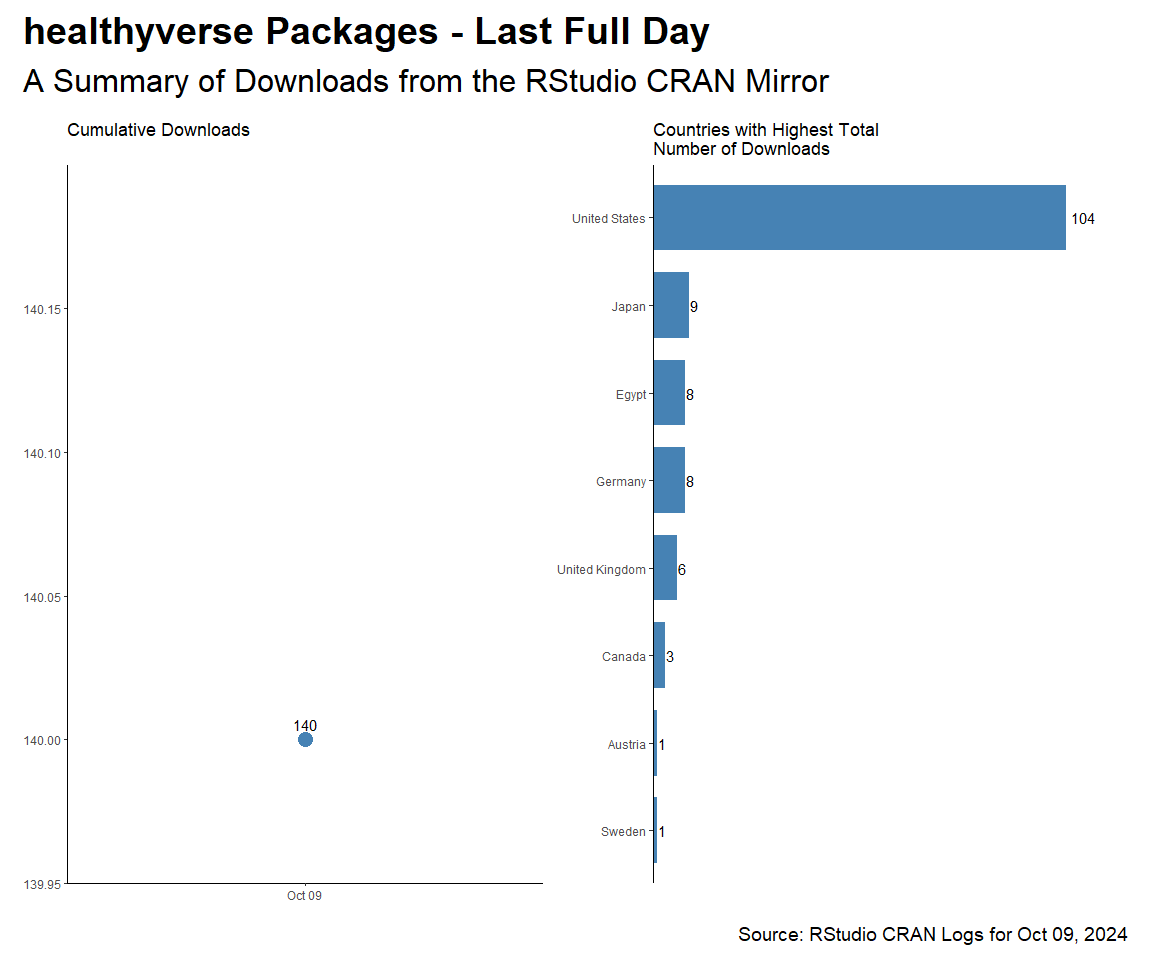 healthyverse Packages - Last Full Day
A Summary of Downloads from the RStudio CRAN Mirror
Cumulative Downloads
140.15
140.10
140.05
140.00
139.95
140
Oct 09
Countries with Highest Total
Number of Downloads
United States 104
Japan 9
Egypt 8
Germany 8
United Kingdom 6
Canada 3
Austria 1
Sweden 1
Source: RStudio CRAN Logs for Oct 09, 2024